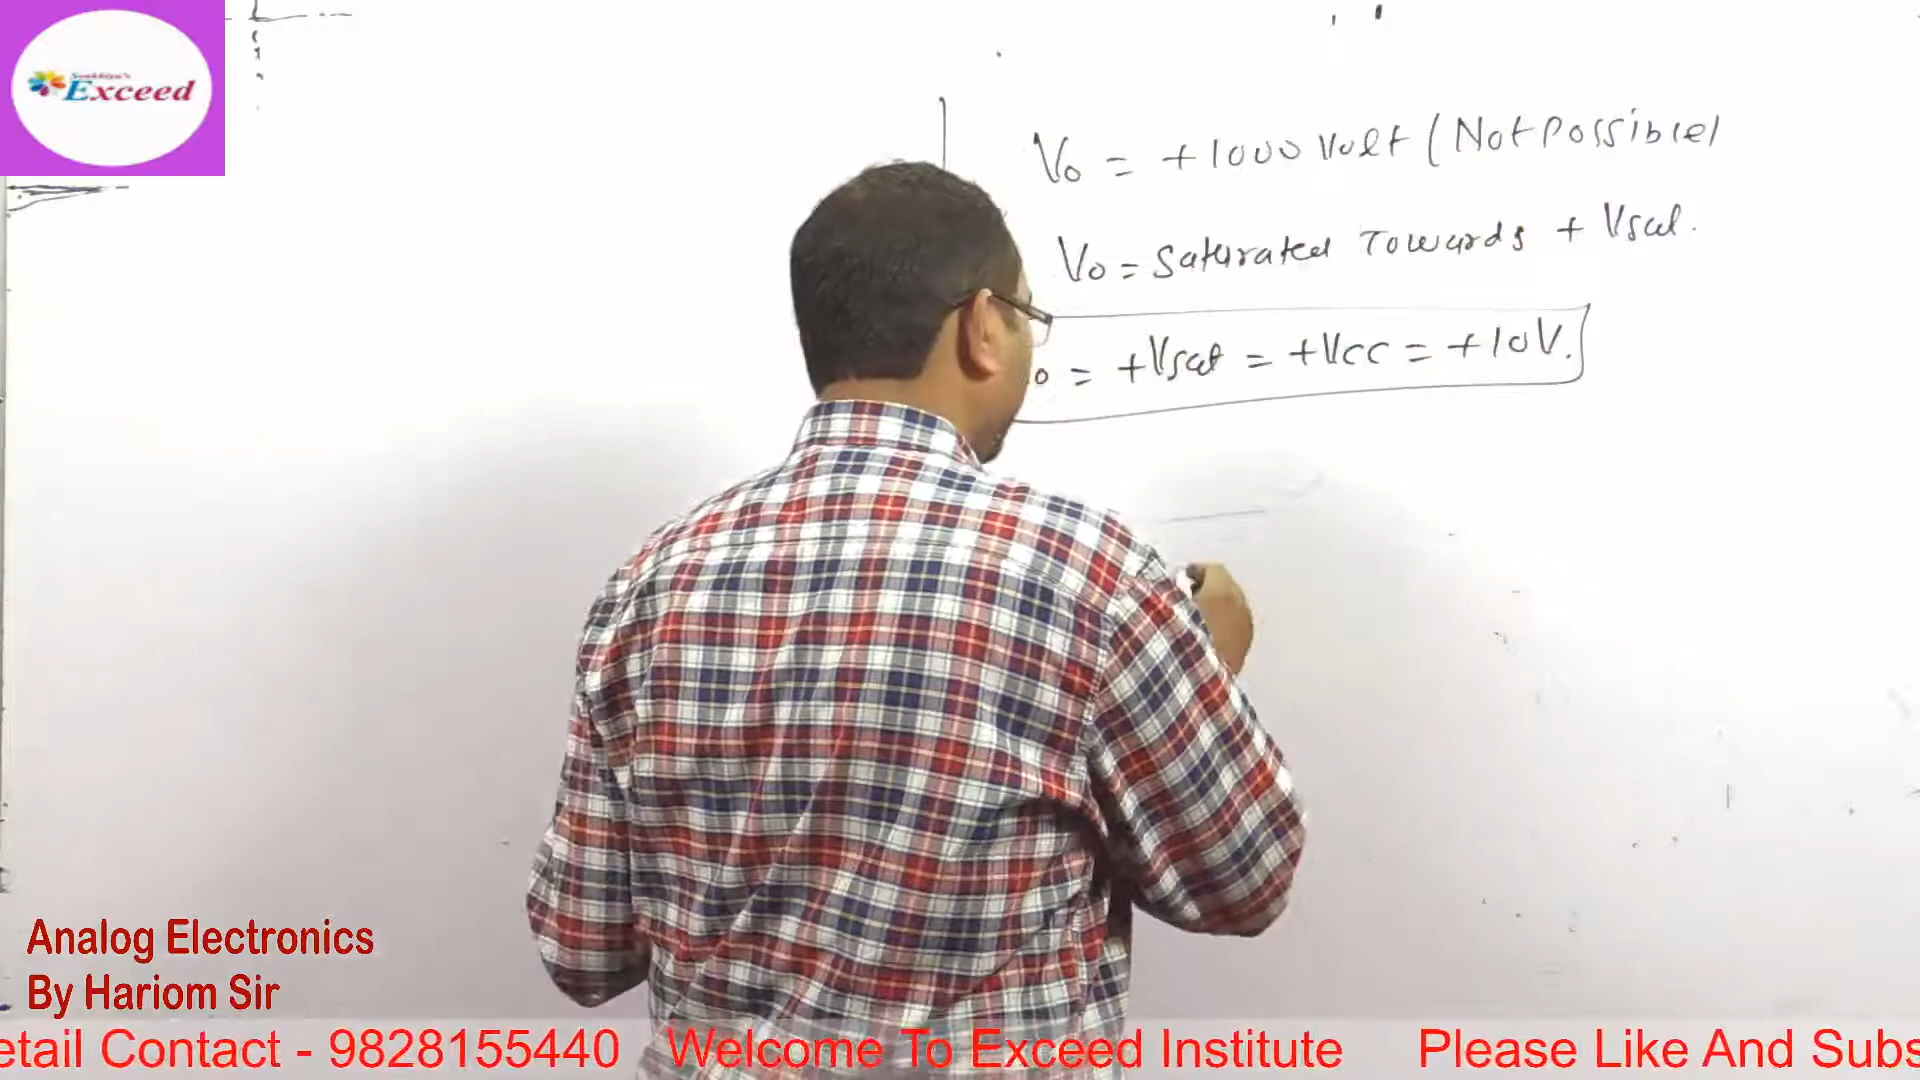 Exceed
Vo = +1000 Volt (Not Possible)
Vo = Saturated Towards + Vsat.
o = +Vsat = +Vcc = +10V.
Analog Electronics
By Hariom Sir
etail Contact - 9828155440 Welcome To Exceed Institute Please Like And Subs